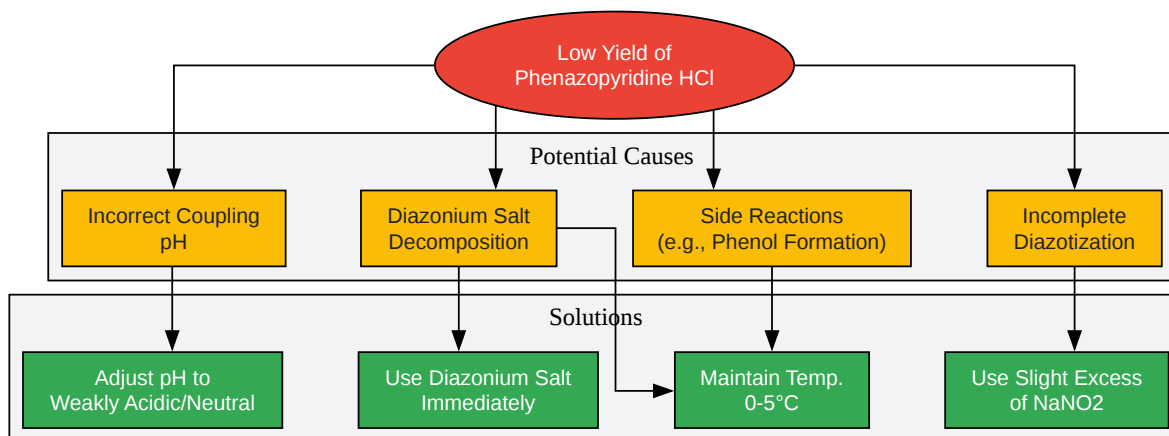 Low Yield of
Phenazopyridine HCl
Potential Causes
Incorrect Coupling
pH
Diazonium Salt
Decomposition
Side Reactions
(e.g., Phenol Formation)
Incomplete
Diazotization
Solutions
Adjust pH to
Weakly Acidic/Neutral
Use Diazonium Salt
Immediately
Maintain Temp.
0-5°C
Use Slight Excess
of NaNO2